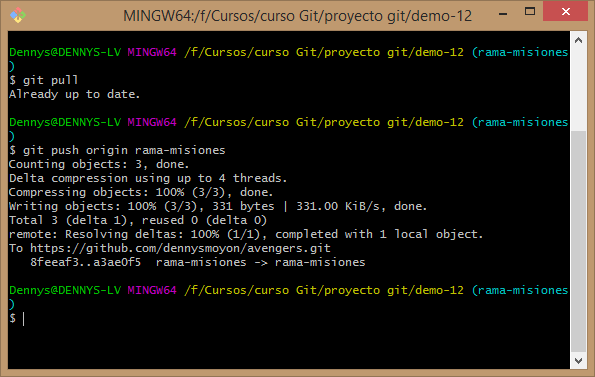 MINGW64:/f/Cursos/curso Git/proyecto git/demo-12
Dennys@DENNYS-LV MINGW64 /f/Cursos/curso Git/proyecto git/demo-12 (rama-misiones
)
$ git pull
Already up to date.
Dennys@DENNYS-LV MINGW64 /f/Cursos/curso Git/proyecto git/demo-12 (rama-misiones
)
$ git push origin rama-misiones
Counting objects: 3, done.
Delta compression using up to 4 threads.
Compressing objects: 100% (3/3), done.
Writing objects: 100% (3/3), 331 bytes | 331.00 KiB/s, done.
Total 3 (delta 1), reused 0 (delta 0)
remote: Resolving deltas: 100% (1/1), completed with 1 local object.
To https://github.com/dennysmoyon/avengers.git
   8feeaf3..a3ae0f5  rama-misiones -> rama-misiones
Dennys@DENNYS-LV MINGW64 /f/Cursos/curso Git/proyecto git/demo-12 (rama-misiones
)
$